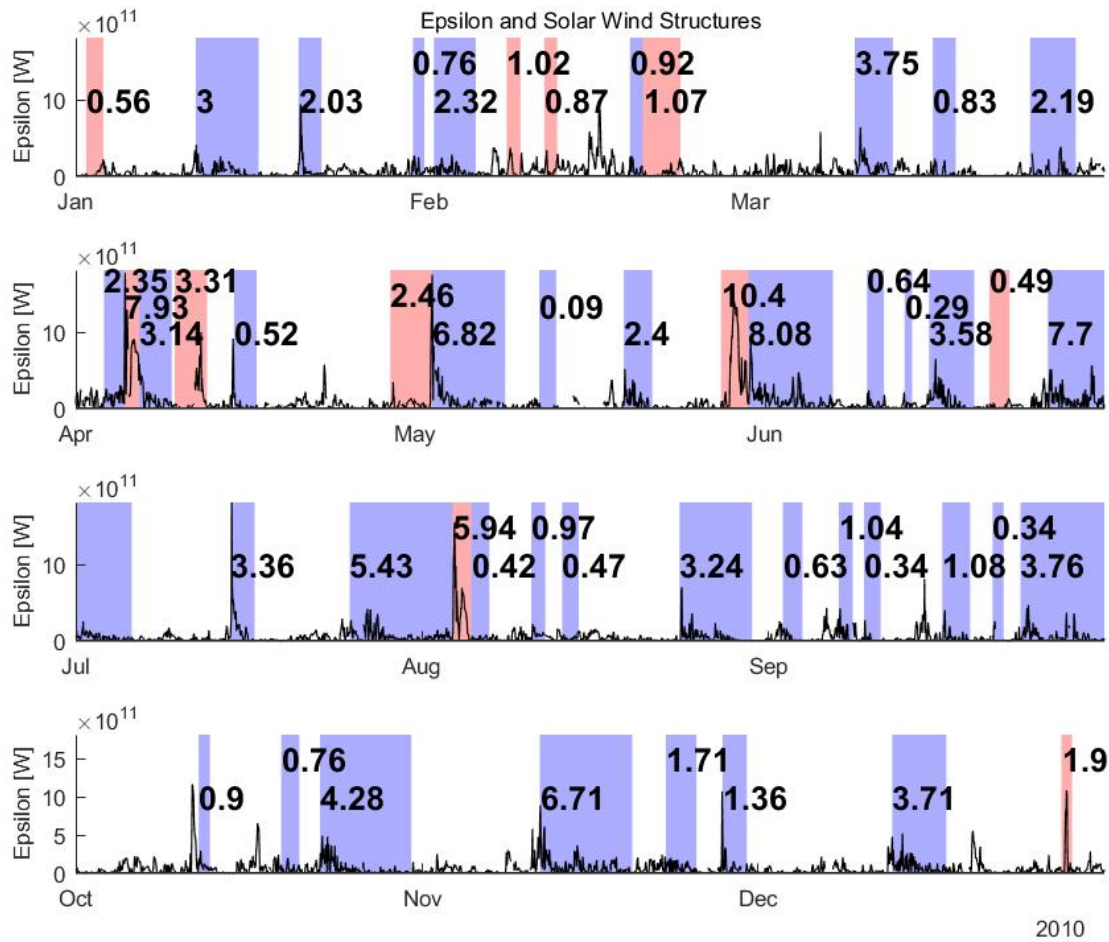 Epsilon and Solar Wind Structures
× 10^11
Epsilon [W]
0.76 1.02 0.92 3.75
10 0.56 3 2.03 2.32 0.87 1.07 0.83 2.19
0
Jan Feb Mar
× 10^11
Epsilon [W]
2.35 3.31 0.64 0.49
2.46 10.4
7.93 0.09 0.29
10 3.14 0.52 6.82 2.4 8.08 3.58 7.7
0
Apr May Jun
× 10^11
Epsilon [W]
5.94 0.97 1.04 0.34
10 3.36 5.43 0.42 0.47 3.24 0.63 0.34 1.08 3.76
0
Jul Aug Sep
× 10^11
Epsilon [W]
15 0.76 1.71 1.9
10 0.9 4.28 6.71 1.36 3.71
5
0
Oct Nov Dec
2010